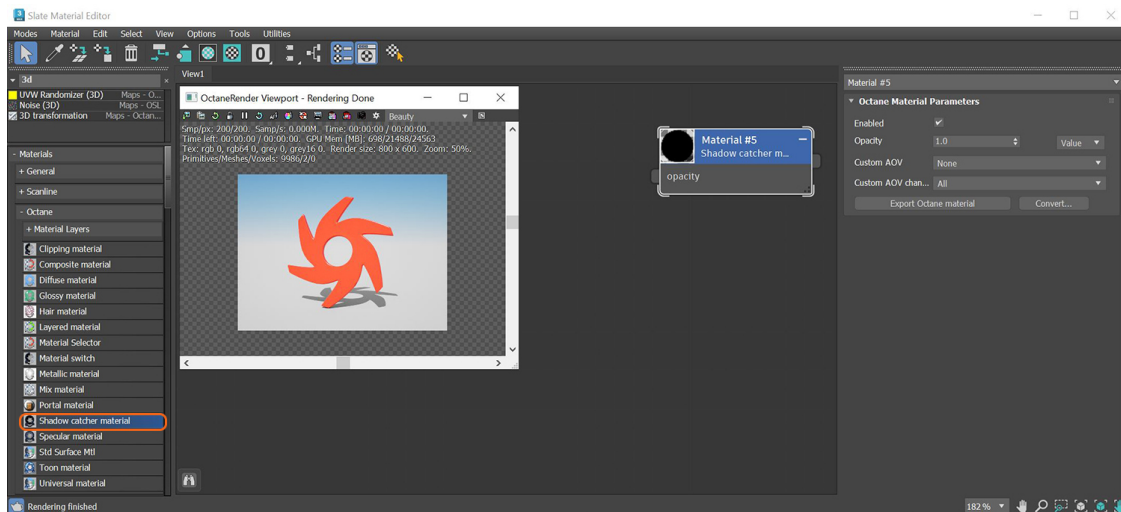 Slate Material Editor
Modes Material Edit Select View Options Tools Utilities
0
3d
UVW Randomizer (3D) Maps - O...
Noise (3D) Maps - OSL
3D transformation Maps - Octan...
- Materials
+ General
+ Scanline
- Octane
+ Material Layers
Clipping material
Composite material
Diffuse material
Glossy material
Hair material
Layered material
Material Selector
Material switch
Metallic material
Mix material
Portal material
Shadow catcher material
Specular material
Std Surface Mtl
Toon material
Universal material
View1
OctaneRender Viewport - Rendering Done
Beauty
Smp/px: 200/200. Samp/s: 0.000M. Time: 00:00:00 / 00:00:00.
Time left: 00:00:00 / 00:00:00. GPU Mem [MB]: 698/21488/24563.
Tex: rgb 0, rgb64 0, grey 0, grey16 0. Render size: 800 x 600. Zoom: 50%.
Primitives/Meshes/Voxels: 9986/2/0
Material #5
Shadow catcher m...
opacity
Material #5
Octane Material Parameters
Enabled
Opacity 1.0 Value
Custom AOV None
Custom AOV chan... All
Export Octane material Convert...
Rendering finished
182 %